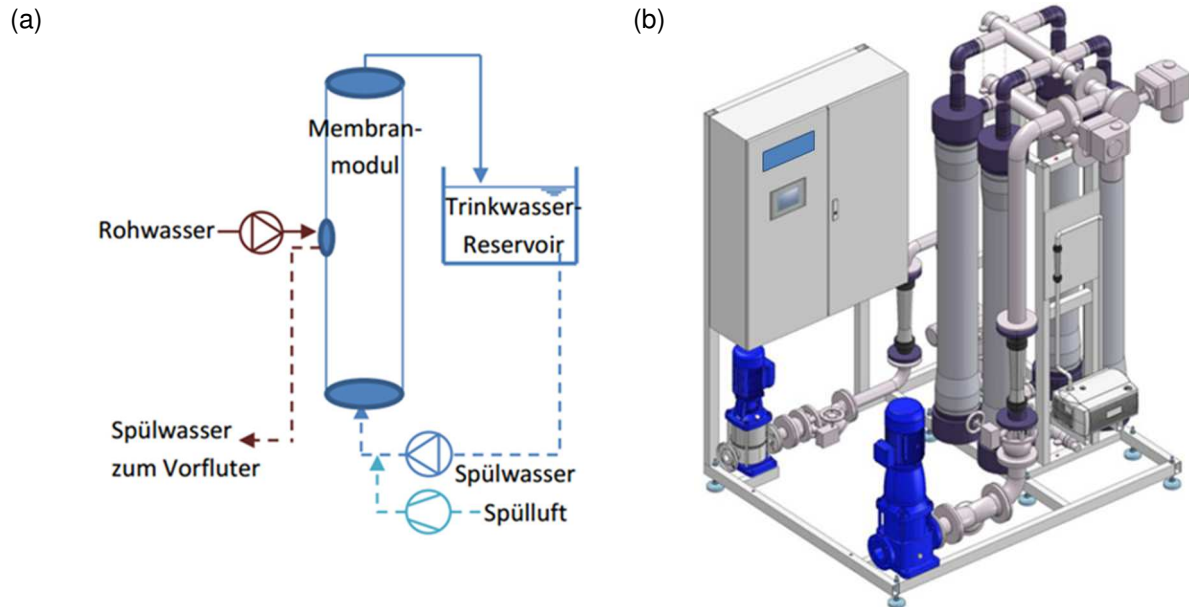 (a)
(b)
Membran-
modul
Trinkwasser-
Reservoir
Rohwasser
Spülwasser
zum Vorfluter
Spülwasser
Spülluft